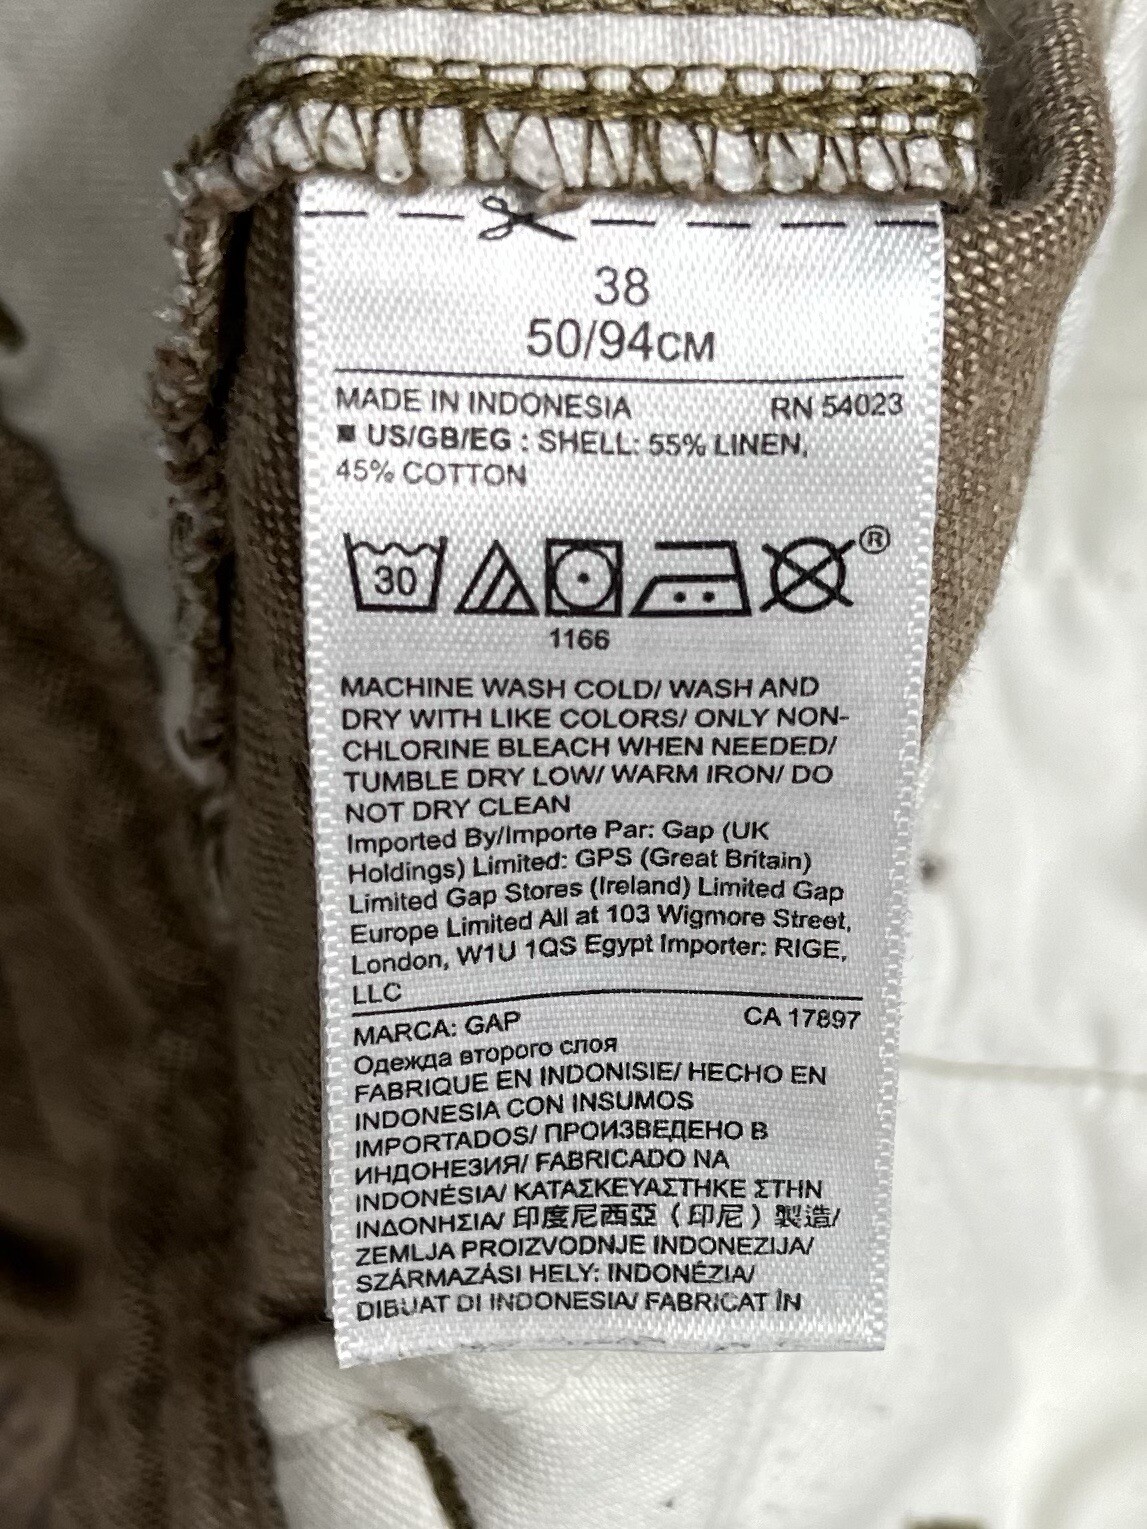 38
50/94CM
MADE IN INDONESIA RN 54023
US/GB/EG : SHELL: 55% LINEN,
45% COTTON
30 ®
1166
MACHINE WASH COLD/ WASH AND
DRY WITH LIKE COLORS/ ONLY NON-
CHLORINE BLEACH WHEN NEEDED/
TUMBLE DRY LOW/ WARM IRON/ DO
NOT DRY CLEAN
Imported By/Importe Par: Gap (UK
Holdings) Limited: GPS (Great Britain)
Limited Gap Stores (Ireland) Limited Gap
Europe Limited All at 103 Wigmore Street,
London, W1U 1QS Egypt Importer: RIGE,
LLC
MARCA: GAP CA 17897
Одежда второго слоя
FABRIQUE EN INDONISIE/ HECHO EN
INDONESIA CON INSUMOS
IMPORTADOS/ ПРОИЗВЕДЕНО В
ИНДОНЕЗИЯ/ FABRICADO NA
INDONÉSIA/ ΚΑΤΑΣΚΕΥΑΣΤΗΚΕ ΣΤΗΝ
ΙΝΔΟΝΗΣΙΑ/ 印度尼西亞（印尼）製造/
ZEMLJA PROIZVODNJE INDONEZIJA/
SZÁRMAZÁSI HELY: INDONÉZIA/
DIBUAT DI INDONESIA/ FABRICAT ÎN